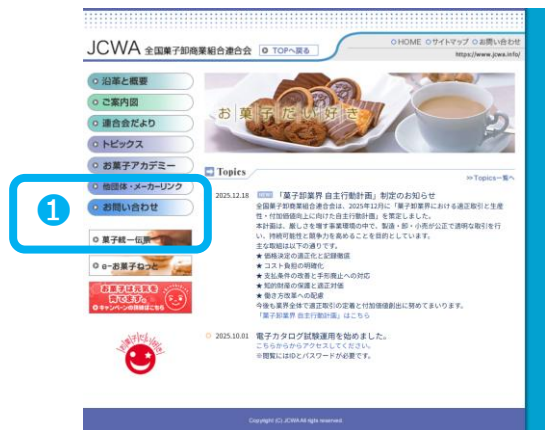 JCWA 全国菓子卸商業組合連合会 TOPへ戻る
HOME サイトマップ お問い合わせ
https://www.jcwa.info/
沿革と概要
ご案内図
連合会だより
トピックス
お菓子アカデミー
他団体・メーカーリンク
お問い合わせ
1
菓子統一伝票
e-お菓子ねっと
お菓子は元気を
育てます。
キャンペーンの詳細はこちら
お菓子だい好き
Topics
Topics一覧へ
2025.12.18 NEW 「菓子卸業界 自主行動計画」制定のお知らせ
全国菓子卸商業組合連合会は、2025年12月に「菓子卸業界における適正取引と生産
性・付加価値向上に向けた自主行動計画」を策定しました。
本計画は、厳しさを増す事業環境の中で、製造・卸・小売が公正で透明な取引を行
い、持続可能性と競争力を高めることを目的としています。
主な取組は以下の通りです。
★ 価格決定の適正化と記録徹底
★ コスト負担の明確化
★ 支払条件の改善と手形廃止への対応
★ 知的財産の保護と適正対価
★ 働き方改革への配慮
今後も業界全体で適正取引の定着と付加価値創出に努めてまいります。
「菓子卸業界 自主行動計画」はこちら
2025.10.01 電子カタログ試験運用を始めました。
こちらからからアクセスしてください。
※閲覧にはIDとパスワードが必要です。
Copyright (C) JCWA All rights reserved.